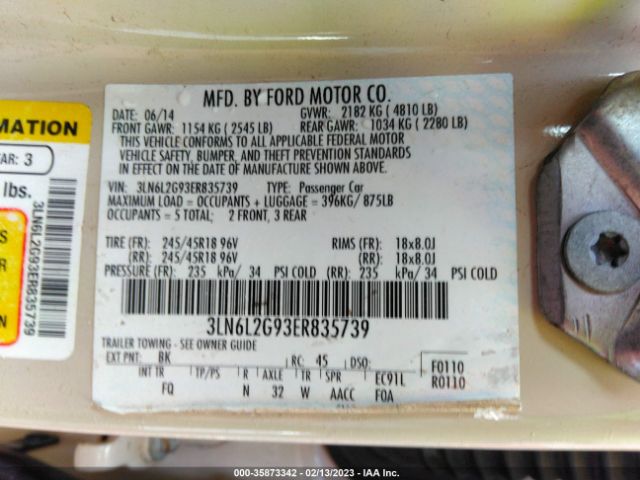 MFD. BY FORD MOTOR CO.
DATE: 06/14 GVWR: 2182 KG ( 4810 LB)
FRONT GAWR: 1154 KG ( 2545 LB) REAR GAWR: 1034 KG ( 2280 LB)
THIS VEHICLE CONFORMS TO ALL APPLICABLE FEDERAL MOTOR
VEHICLE SAFETY, BUMPER, AND THEFT PREVENTION STANDARDS
IN EFFECT ON THE DATE OF MANUFACTURE SHOWN ABOVE.
VIN: 3LN6L2G93ER835739 TYPE: Passenger Car
MAXIMUM LOAD = OCCUPANTS + LUGGAGE = 396KG/ 875LB
OCCUPANTS = 5 TOTAL; 2 FRONT, 3 REAR
TIRE (FR): 245/45R18 96V RIMS (FR): 18x8.0J
(RR): 245/45R18 96V (RR): 18x8.0J
PRESSURE (FR): 235 kPa/ 34 PSI COLD (RR): 235 kPa/ 34 PSI COLD
3LN6L2G93ER835739
TRAILER TOWING - SEE OWNER GUIDE
EXT PNT: BK RC: 45 DSO: F0110
R0110
INT TR TP/PS R AXLE TR SPR EC91L
FQ N 32 W AACC FOA
RMATION
AR: 3
lbs.
S
R
N
3LN6L2G93ER835739
000-35873342 - 02/13/2023 - IAA Inc.